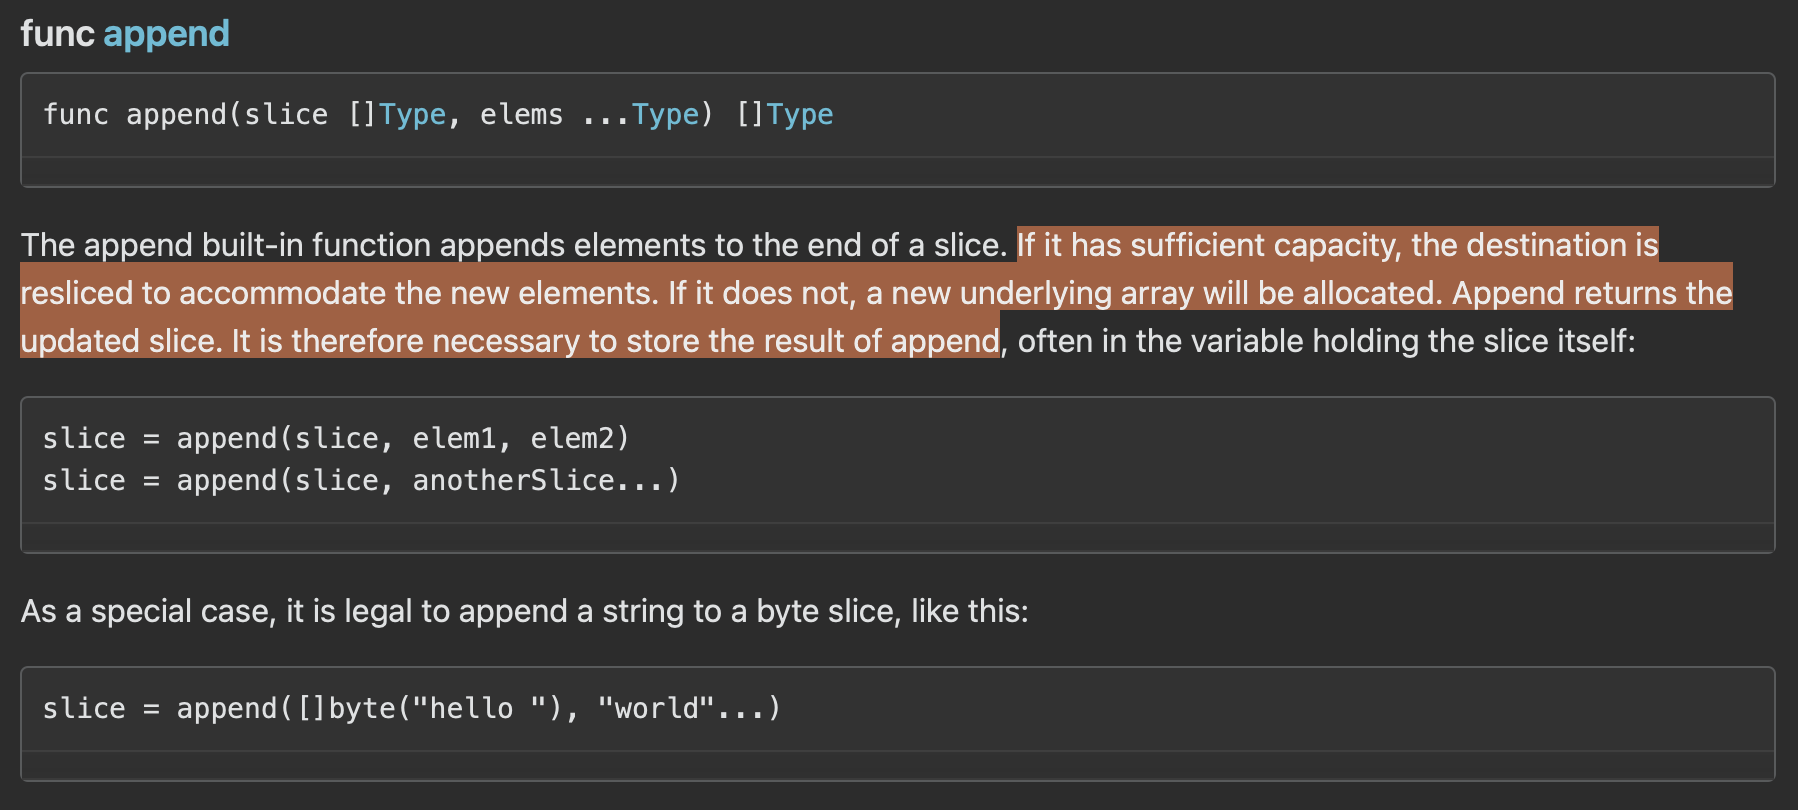 func append
func append(slice []Type, elems ...Type) []Type
The append built-in function appends elements to the end of a slice. If it has sufficient capacity, the destination is
resliced to accommodate the new elements. If it does not, a new underlying array will be allocated. Append returns the
updated slice. It is therefore necessary to store the result of append, often in the variable holding the slice itself:
slice = append(slice, elem1, elem2)
slice = append(slice, anotherSlice...)
As a special case, it is legal to append a string to a byte slice, like this:
slice = append([]byte("hello "), "world"...)